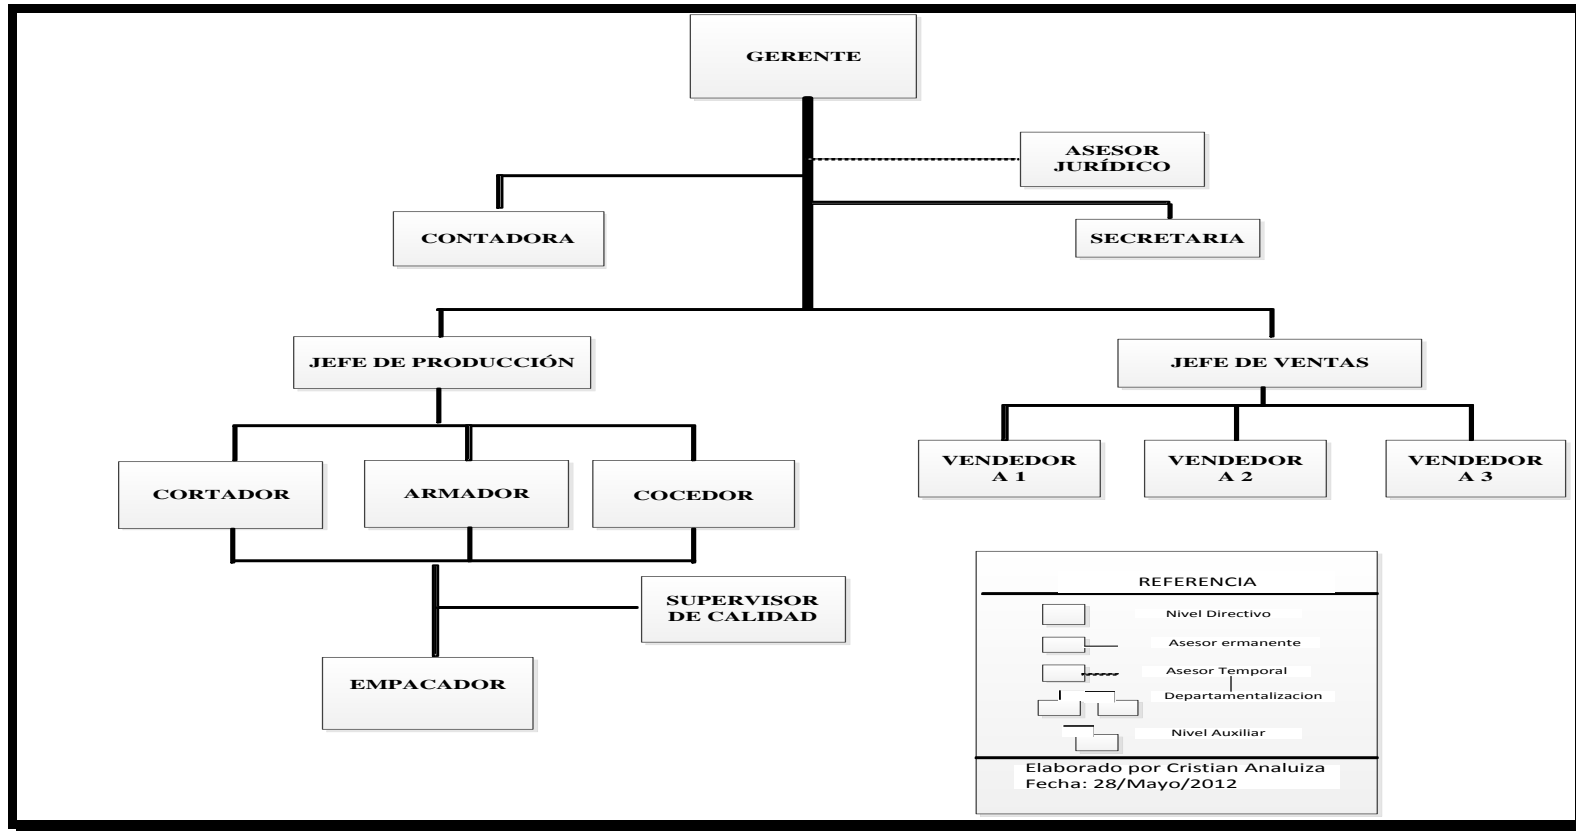 GERENTE
ASESOR
JURÍDICO
CONTADORA
SECRETARIA
JEFE DE PRODUCCIÓN
JEFE DE VENTAS
CORTADOR
ARMADOR
COCEDOR
VENDEDOR
A 1
VENDEDOR
A 2
VENDEDOR
A 3
SUPERVISOR
DE CALIDAD
EMPACADOR
REFERENCIA
Nivel Directivo
Asesor ermanente
Asesor Temporal
Departamentalizacion
Nivel Auxiliar
Elaborado por Cristian Analuiza
Fecha: 28/Mayo/2012